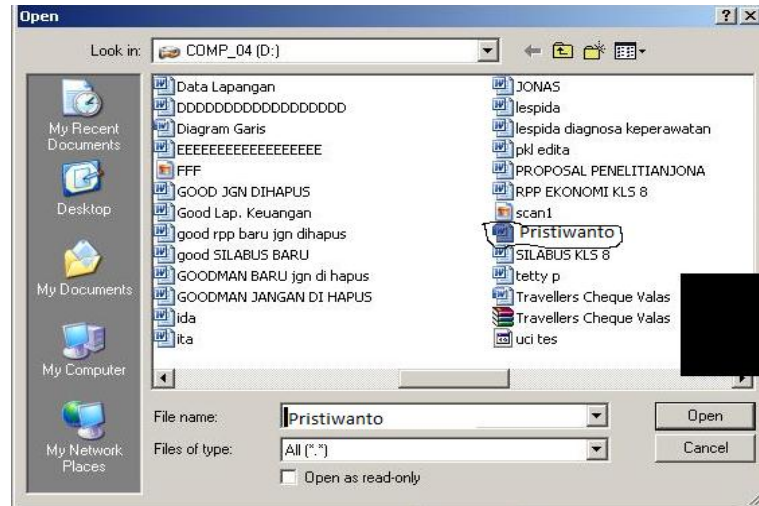 Open
Look in: COMP_04 (D:)
My Recent Documents
Desktop
My Documents
My Computer
My Network Places
Data Lapangan
DDDDDDDDDDDDDDDDDD
Diagram Garis
EEEEEEEEEEEEEEEEEE
FFF
GOOD JGN DIHAPUS
Good Lap. Keuangan
good rpp baru jgn dihapus
good SILABUS BARU
GOODMAN BARU jgn di hapus
GOODMAN JANGAN DI HAPUS
ida
ita
JONAS
lespida
lespida diagnosa keperawatan
pkl edita
PROPOSAL PENELITIANJONA
RPP EKONOMI KLS 8
scan1
Pristiwanto
SILABUS KLS 8
tetty p
Travellers Cheque Valas
Travellers Cheque Valas
uci tes
File name: Pristiwanto
Open
Files of type: All (*.*)
Cancel
Open as read-only